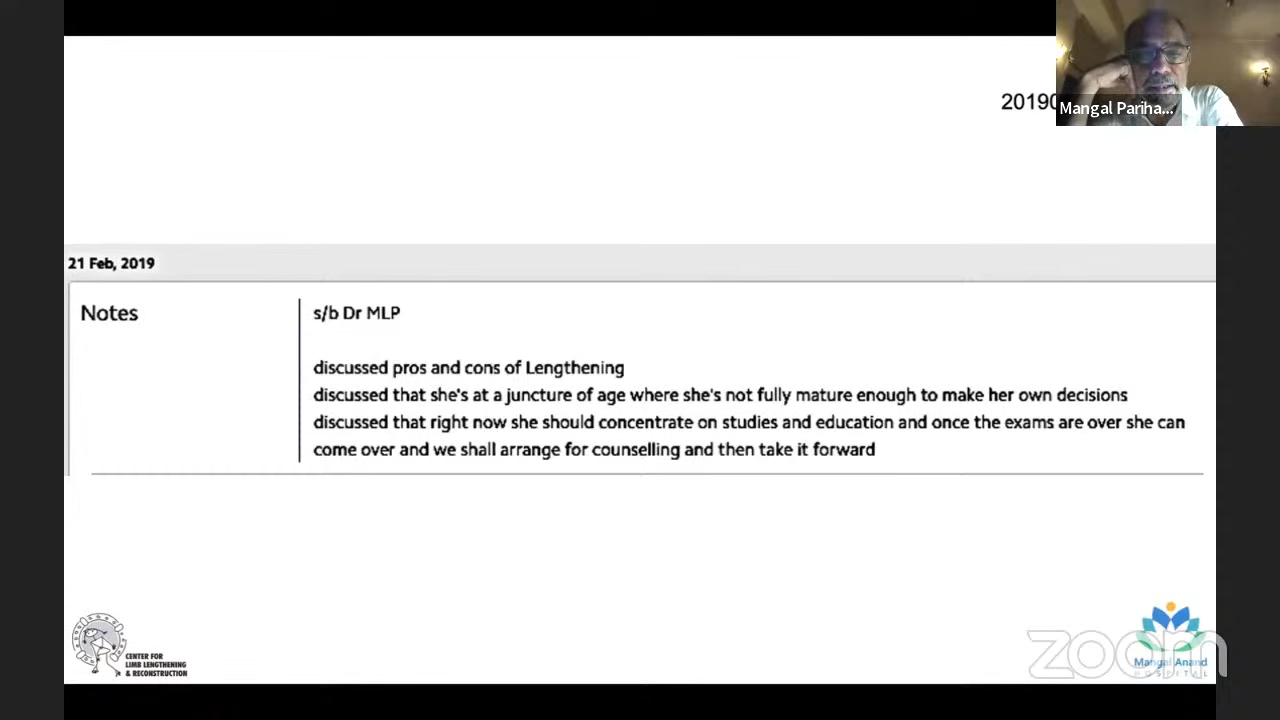 20190
Mangal Pariha...
21 Feb, 2019
Notes
s/b Dr MLP
discussed pros and cons of Lengthening
discussed that she's at a juncture of age where she's not fully mature enough to make her own decisions
discussed that right now she should concentrate on studies and education and once the exams are over she can
come over and we shall arrange for counselling and then take it forward
CENTER FOR
LIMB LENGTHENING
& RECONSTRUCTION
zoom
Mangal Anand
HOSPITAL